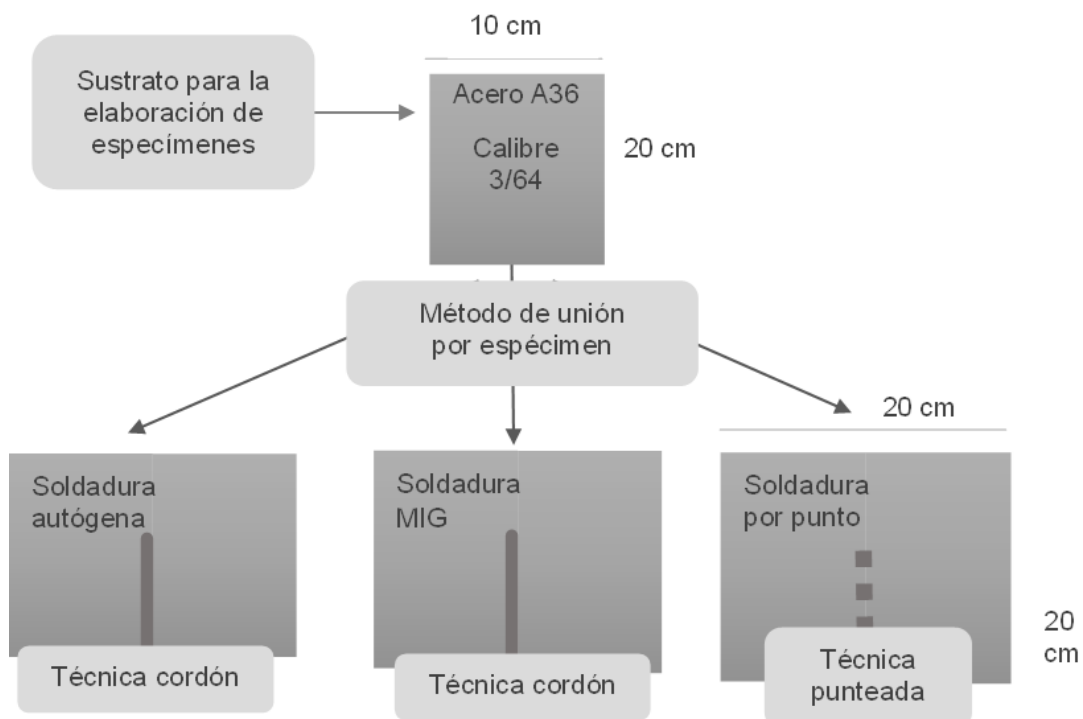 10 cm
Sustrato para la
elaboración de
especímenes
Acero A36
Calibre
3/64
20 cm
Método de unión
por espécimen
20 cm
Soldadura
autógena
Soldadura
MIG
Soldadura
por punto
20
cm
Técnica cordón
Técnica cordón
Técnica
punteada